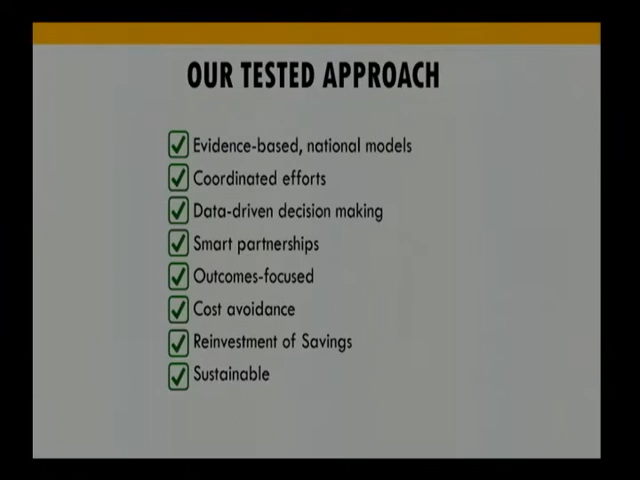 OUR TESTED APPROACH
Evidence-based, national models
Coordinated efforts
Data-driven decision making
Smart partnerships
Outcomes-focused
Cost avoidance
Reinvestment of Savings
Sustainable